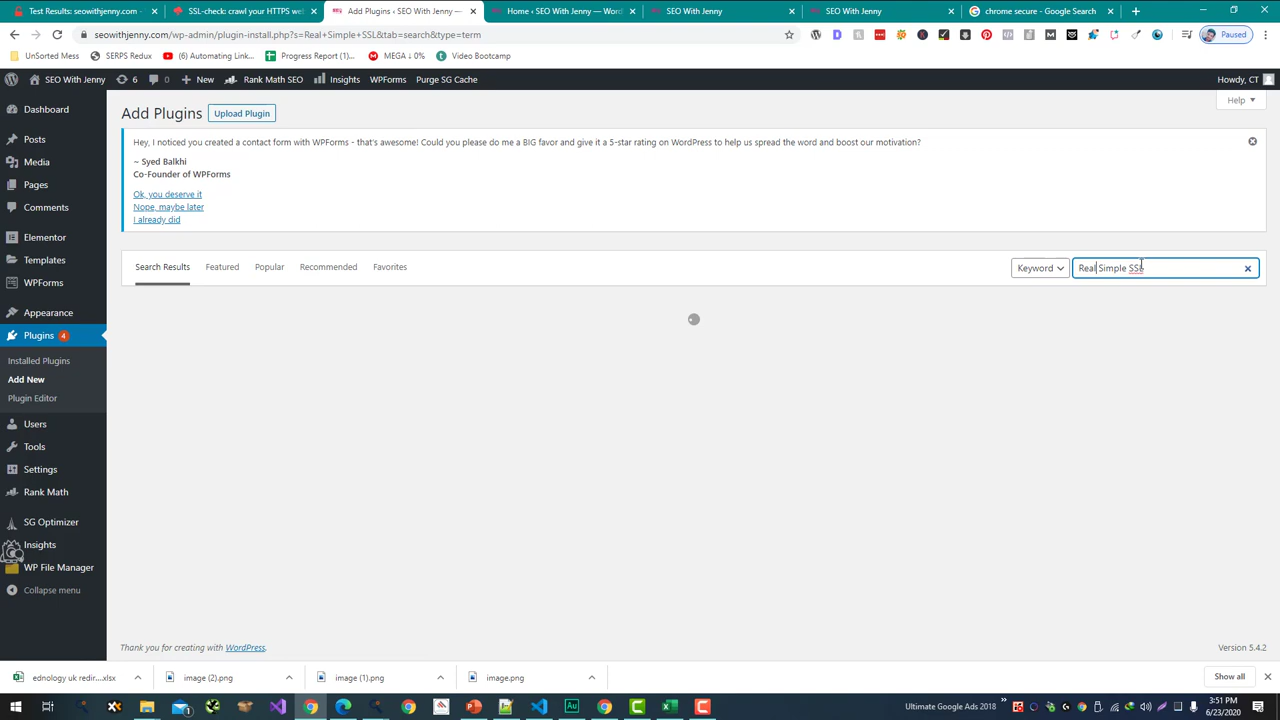 Test Results: seowithjenny.com -
SSL-check: crawl your HTTPS web
Add Plugins ‹ SEO With Jenny —
Home ‹ SEO With Jenny — Word
SEO With Jenny
SEO With Jenny
chrome secure - Google Search
seowithjenny.com/wp-admin/plugin-install.php?s=Real+Simple+SSL&tab=search&type=term
Paused
UnSorted Mess
SERPS Redux
(6) Automating Link...
Progress Report (1)...
MEGA ↓ 0%
Video Bootcamp
SEO With Jenny
6
0
+ New
Rank Math SEO
Insights
WPForms
Purge SG Cache
Howdy, CT
Dashboard
Posts
Media
Pages
Comments
Elementor
Templates
WPForms
Appearance
Plugins 4
Installed Plugins
Add New
Plugin Editor
Users
Tools
Settings
Rank Math
SG Optimizer
Insights
WP File Manager
Collapse menu
Help
Add Plugins
Upload Plugin
Hey, I noticed you created a contact form with WPForms - that's awesome! Could you please do me a BIG favor and give it a 5-star rating on WordPress to help us spread the word and boost our motivation?
~ Syed Balkhi
Co-Founder of WPForms
Ok, you deserve it
Nope, maybe later
I already did
Search Results
Featured
Popular
Recommended
Favorites
Keyword
Real Simple SSL
Thank you for creating with WordPress.
Version 5.4.2
ednology uk redir....xlsx
image (2).png
image (1).png
image.png
Show all
Ultimate Google Ads 2018
3:51 PM
6/23/2020